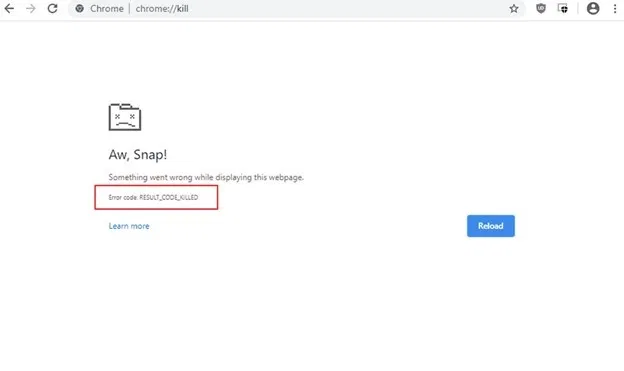 Chrome | chrome://kill
Aw, Snap!
Something went wrong while displaying this webpage.
Error code: RESULT_CODE_KILLED
Learn more
Reload